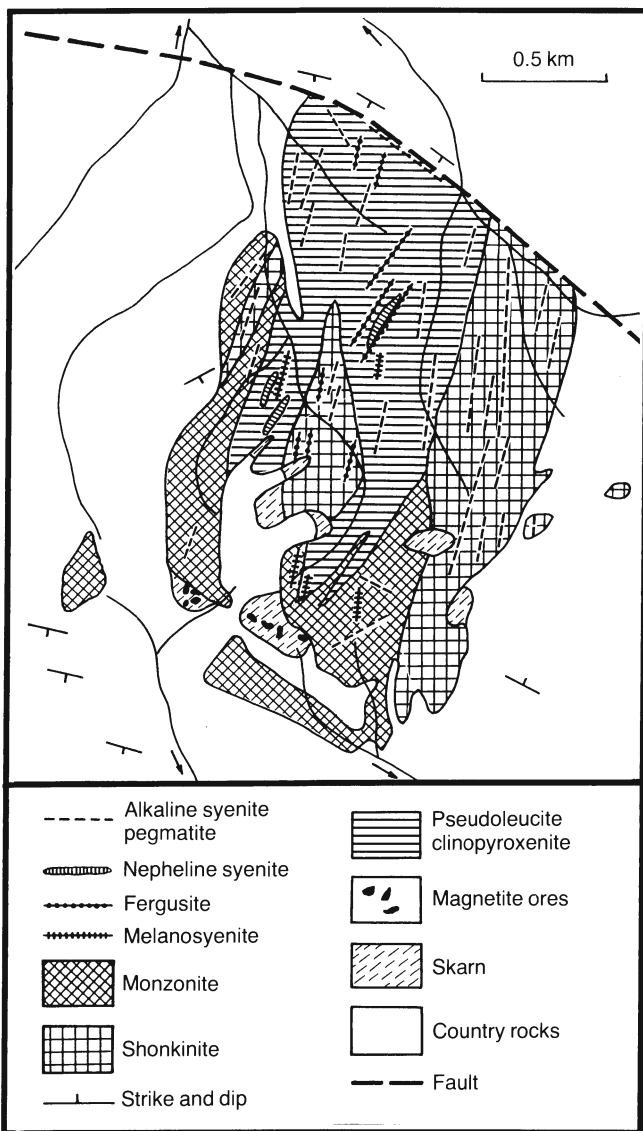 0.5 km
Alkaline syenite
pegmatite
Nepheline syenite
Fergusite
Melanosyenite
Monzonite
Shonkinite
Strike and dip
Pseudoleucite
clinopyroxenite
Magnetite ores
Skarn
Country rocks
Fault